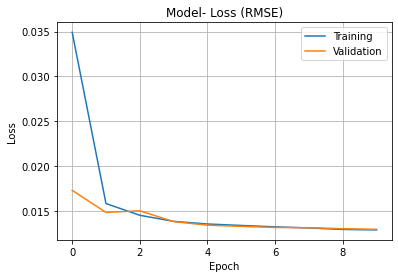 Model- Loss (RMSE)
Training
Validation
0.035
0.030
0.025
0.020
0.015
Loss
0 2 4 6 8
Epoch